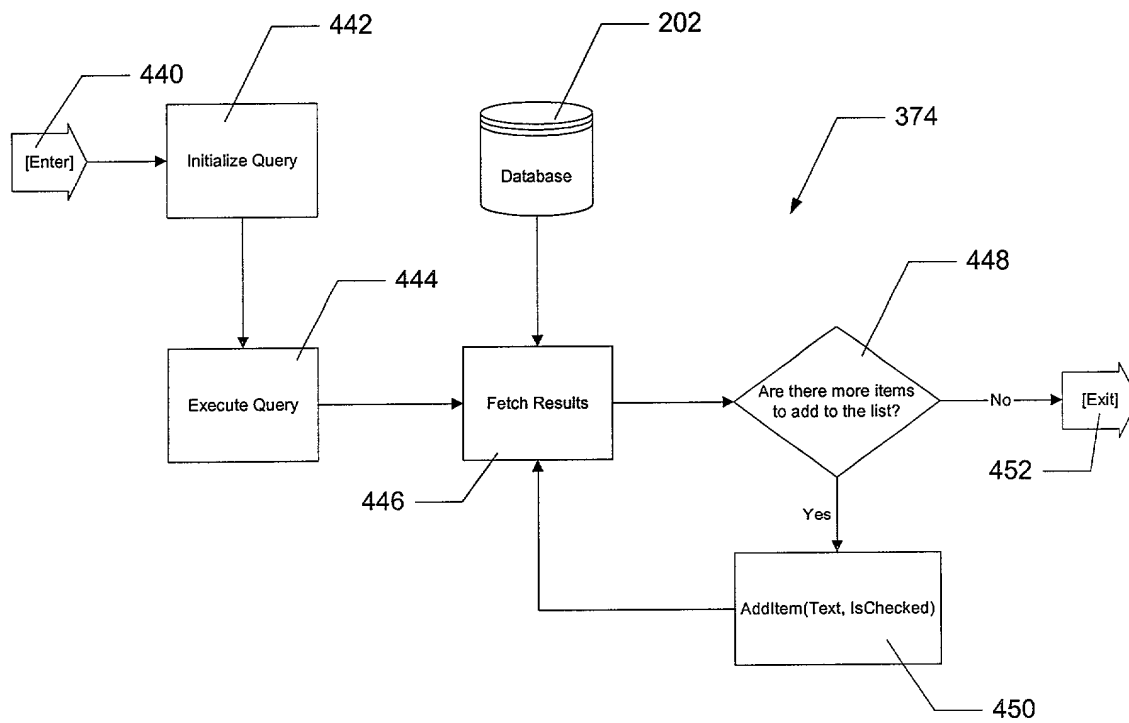 442
202
440
374
[Enter]
Initialize Query
Database
448
444
Execute Query
Fetch Results
Are there more items
to add to the list?
No
[Exit]
446
452
Yes
AddItem(Text, IsChecked)
450